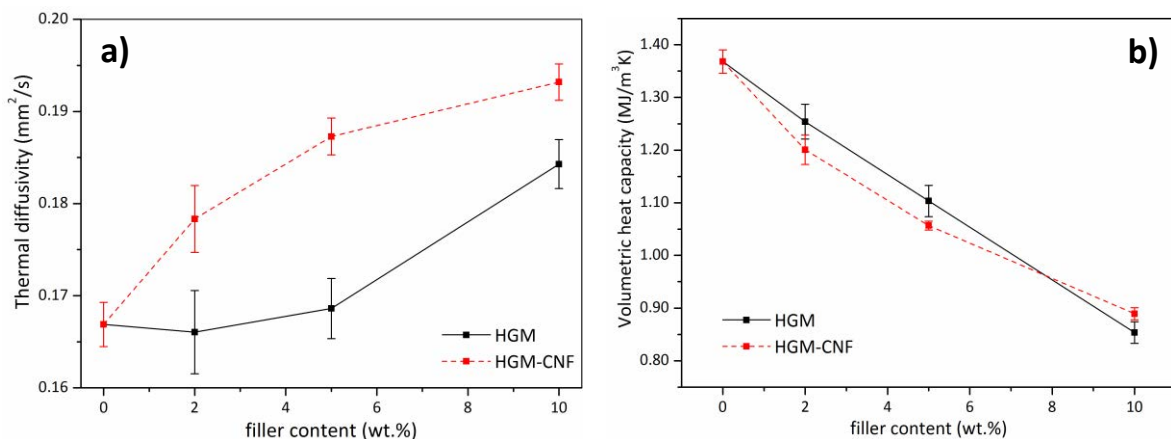 a)
Thermal diffusivity (mm²/s)
0.20
0.19
0.18
0.17
0.16
0 2 4 6 8 10
filler content (wt.%)
HGM
HGM-CNF
b)
Volumetric heat capacity (MJ/m³K)
1.40
1.30
1.20
1.10
1.00
0.90
0.80
0 2 4 6 8 10
filler content (wt.%)
HGM
HGM-CNF